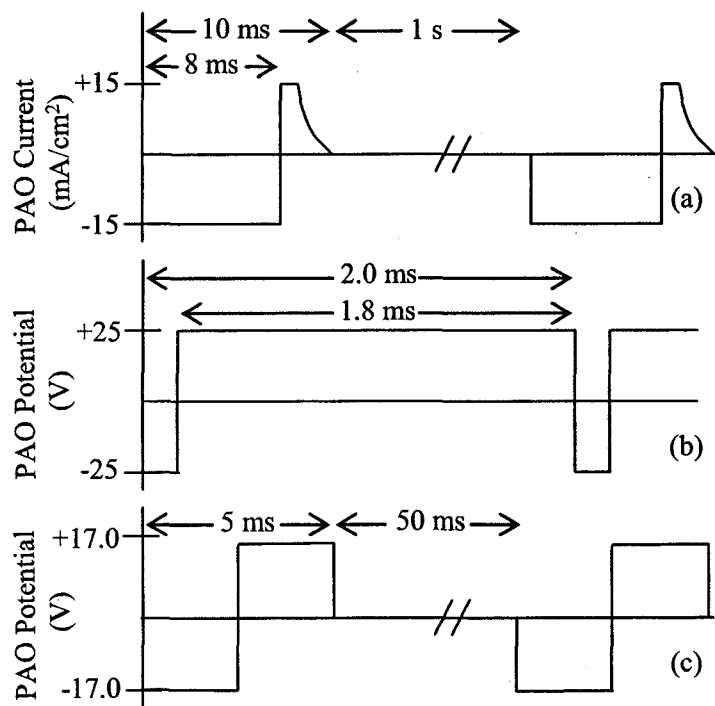 10 ms
1 s
8 ms
+15
-15
PAO Current
(mA/cm²)
(a)
2.0 ms
1.8 ms
+25
-25
PAO Potential
(V)
(b)
5 ms
50 ms
+17.0
-17.0
PAO Potential
(V)
(c)